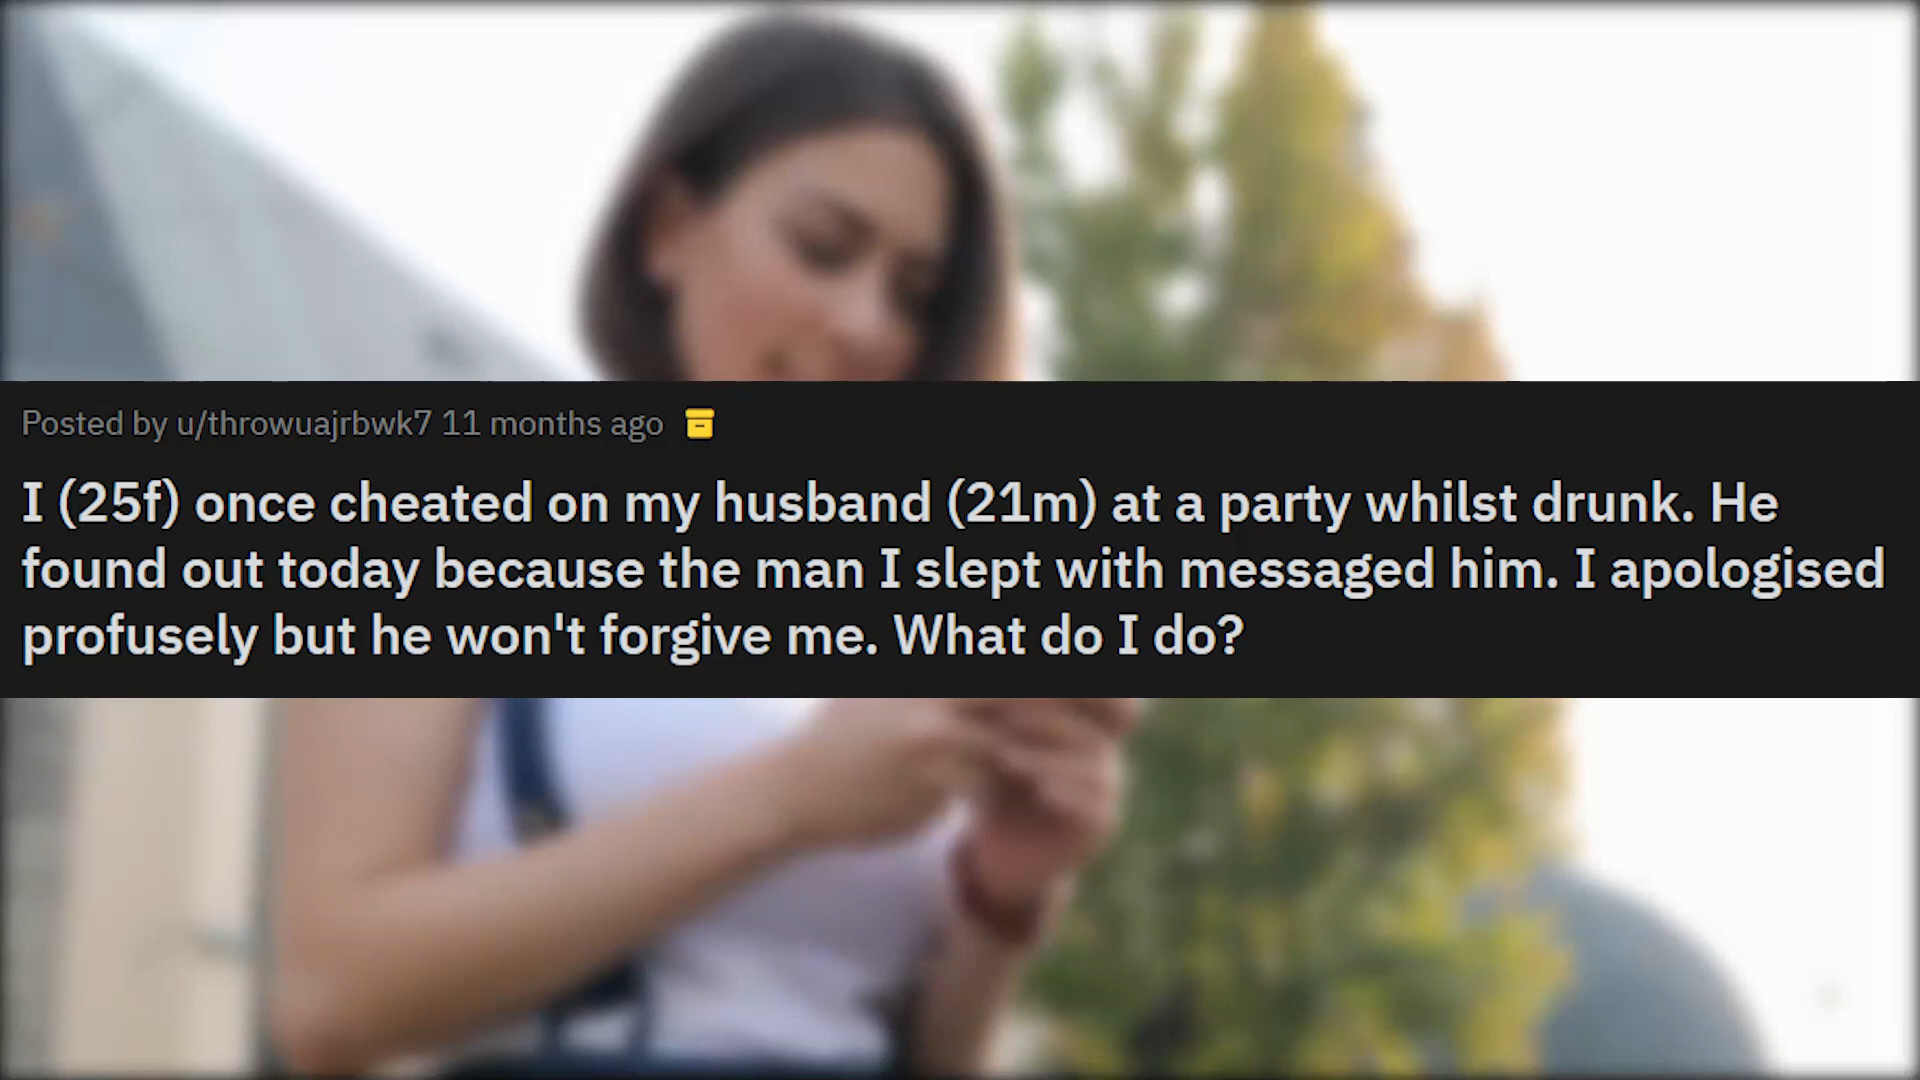 Posted by u/throwuajrbwk7 11 months ago
I (25f) once cheated on my husband (21m) at a party whilst drunk. He
found out today because the man I slept with messaged him. I apologised
profusely but he won't forgive me. What do I do?